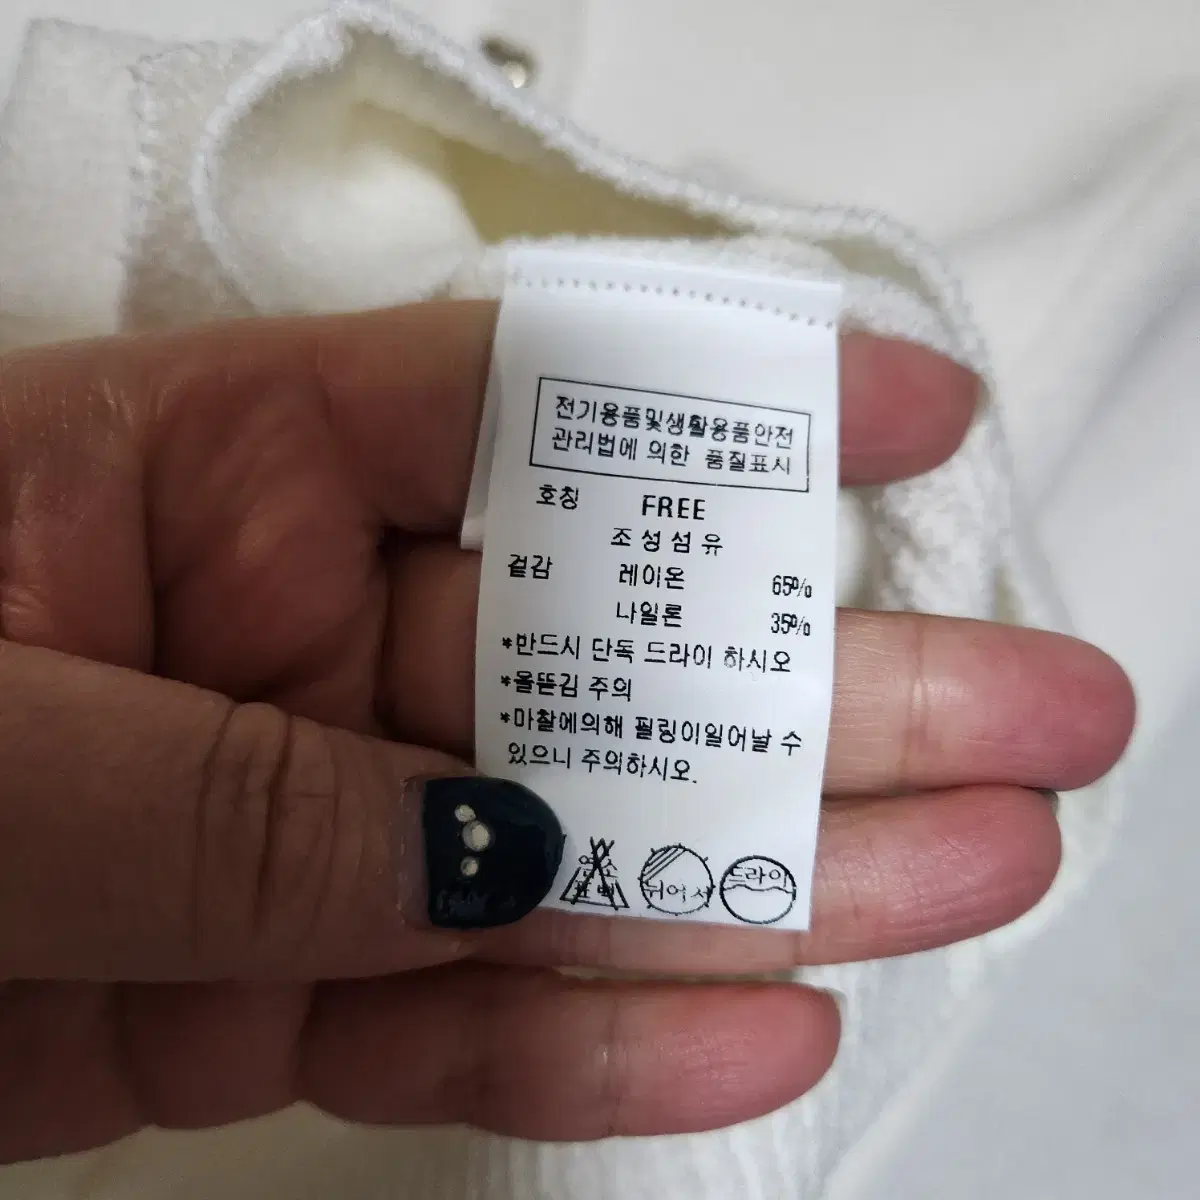 전기용품및생활용품안전
관리법에 의한 품질표시
호칭 FREE
조성섬유
겉감 레이온 65%
나일론 35%
*반드시 단독 드라이 하시오
*올뜯김 주의
*마찰에의해 필링이일어날 수
있으니 주의하시오.
염소 표백 뉘어서 드라이